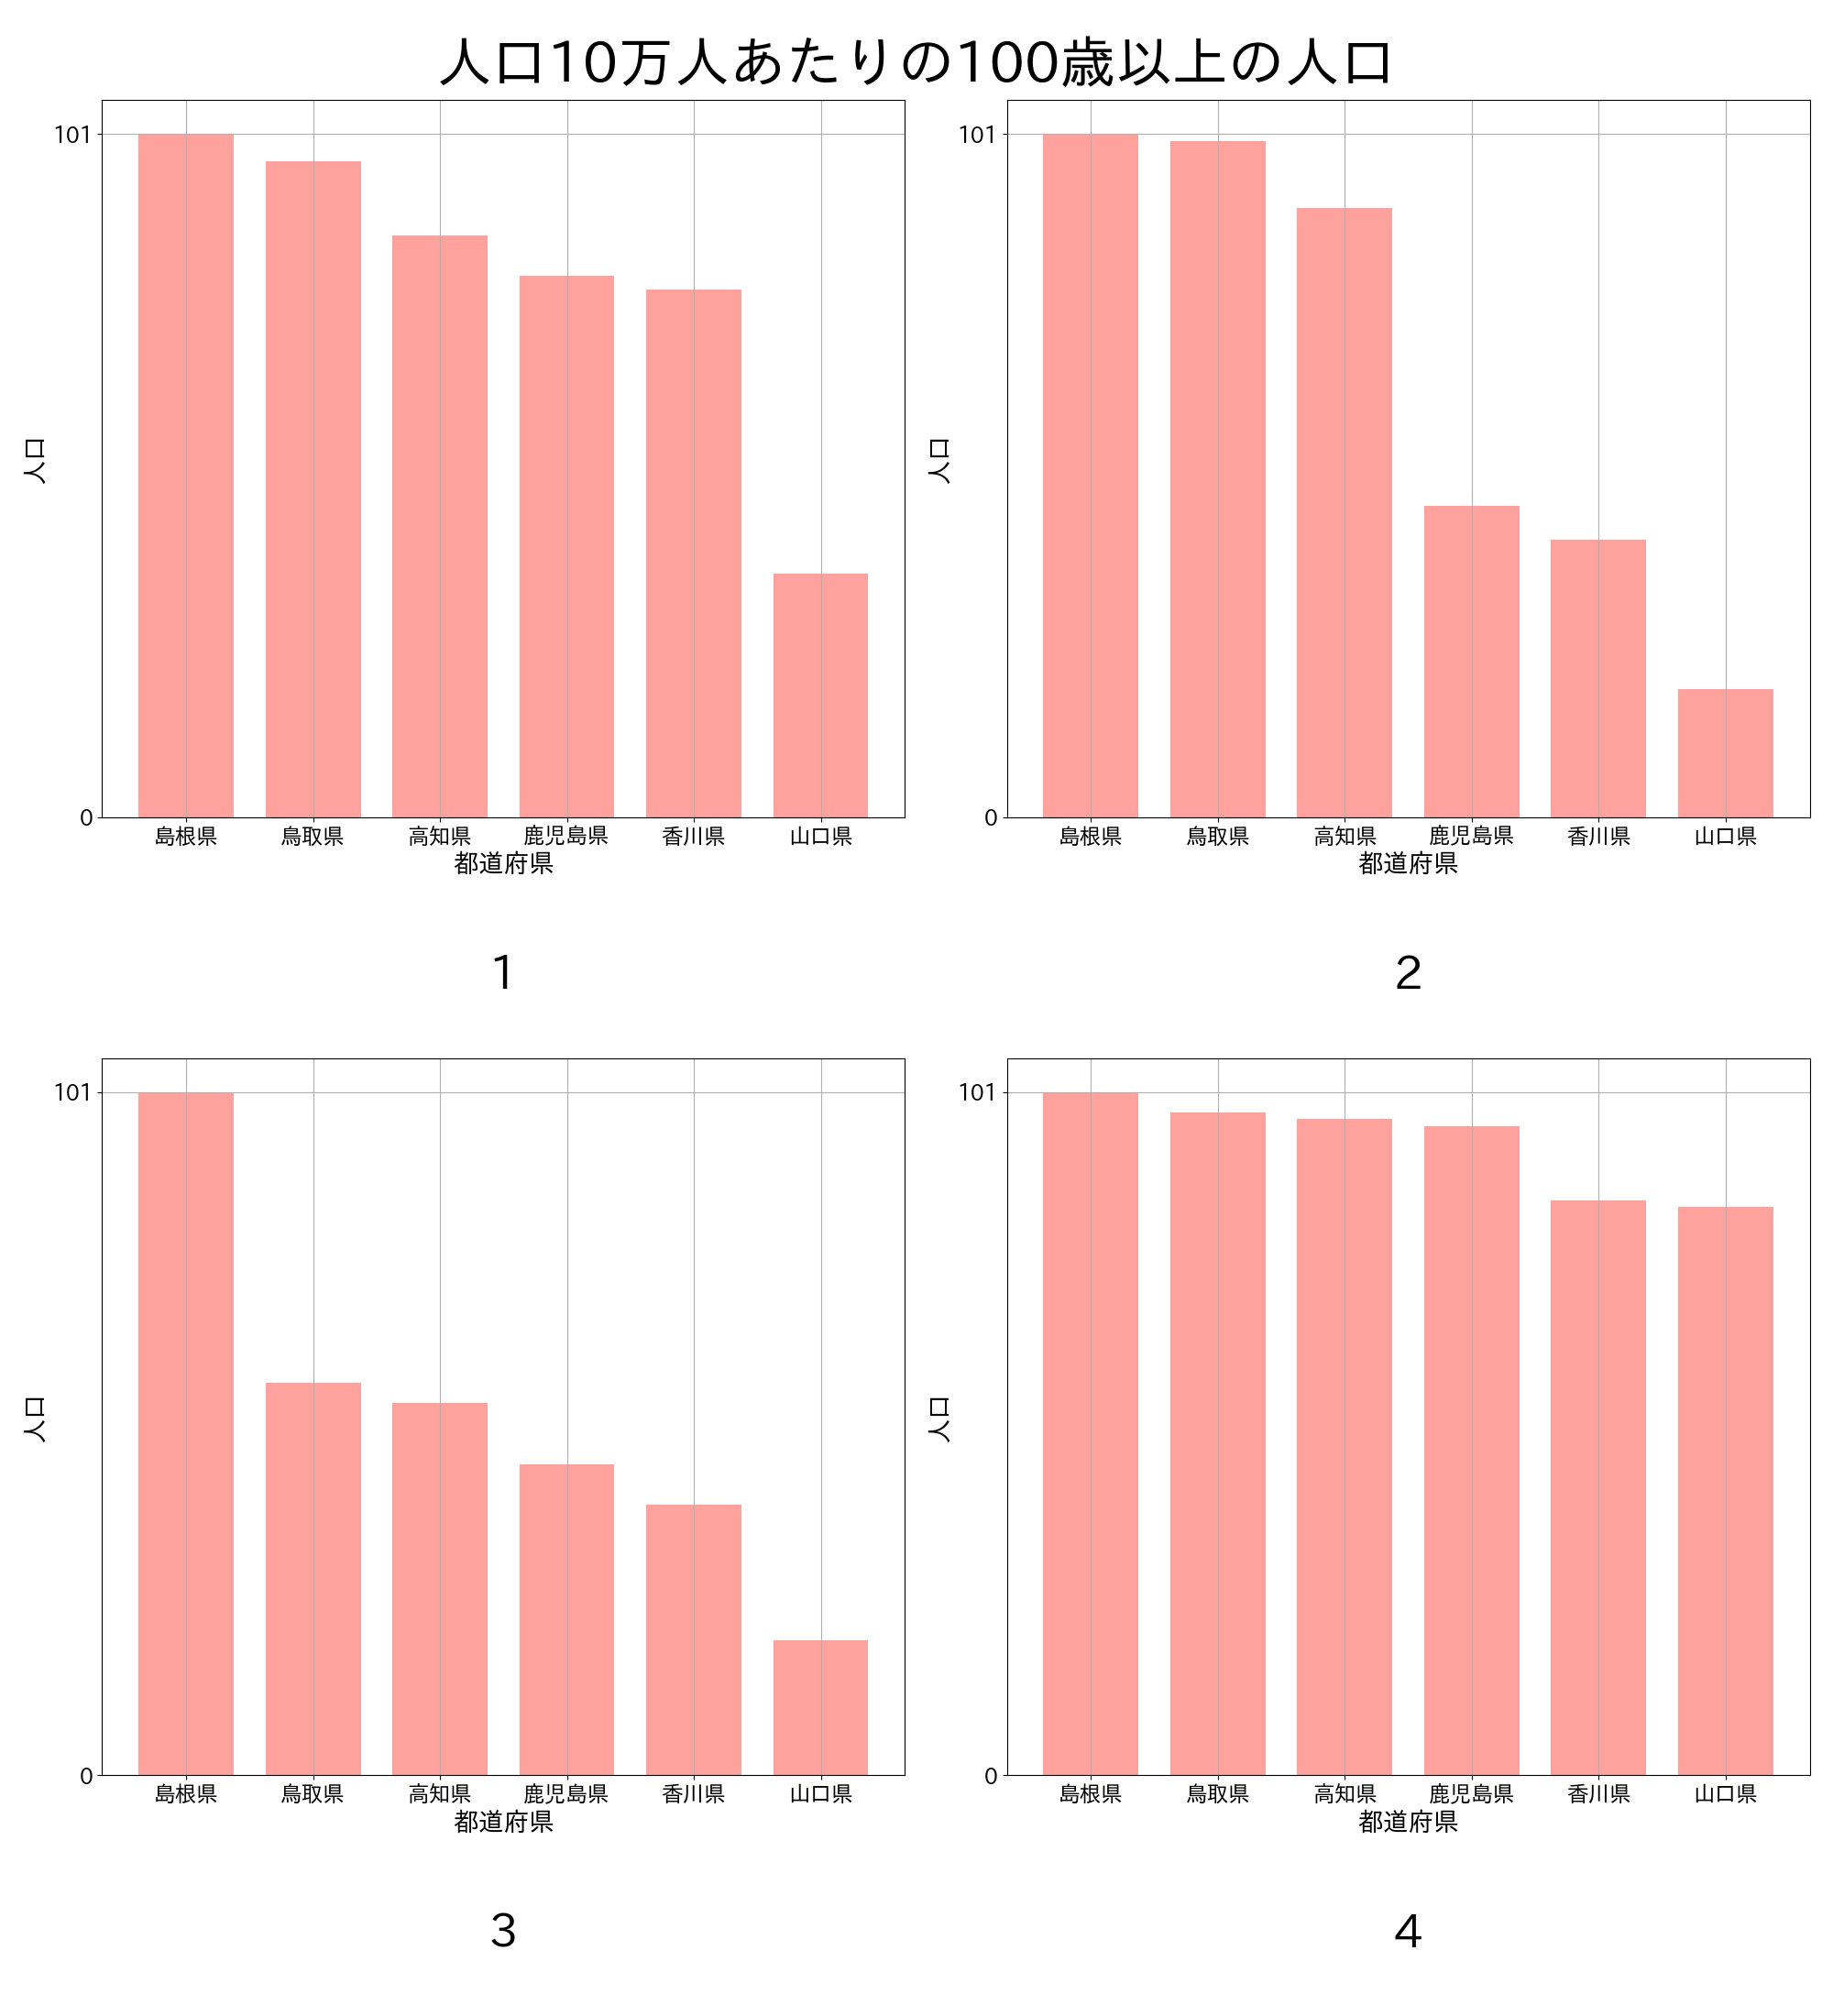 人口10万人あたりの100歳以上の人口
101
0
人口
島根県 鳥取県 高知県 鹿児島県 香川県 山口県
都道府県
1
101
0
人口
島根県 鳥取県 高知県 鹿児島県 香川県 山口県
都道府県
2
101
0
人口
島根県 鳥取県 高知県 鹿児島県 香川県 山口県
都道府県
3
101
0
人口
島根県 鳥取県 高知県 鹿児島県 香川県 山口県
都道府県
4